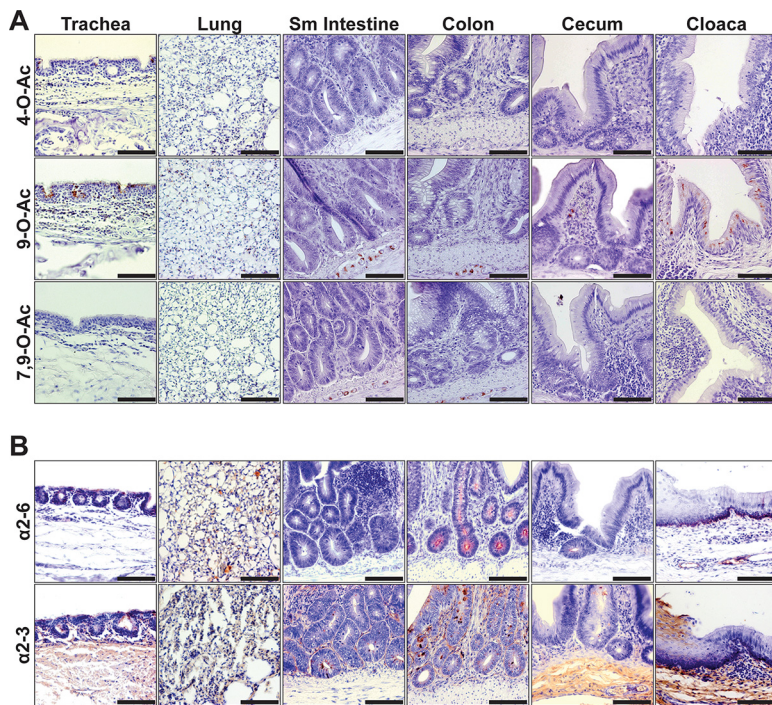 A
Trachea Lung Sm Intestine Colon Cecum Cloaca
4-O-Ac
9-O-Ac
7,9-O-Ac
B
α2-6
α2-3